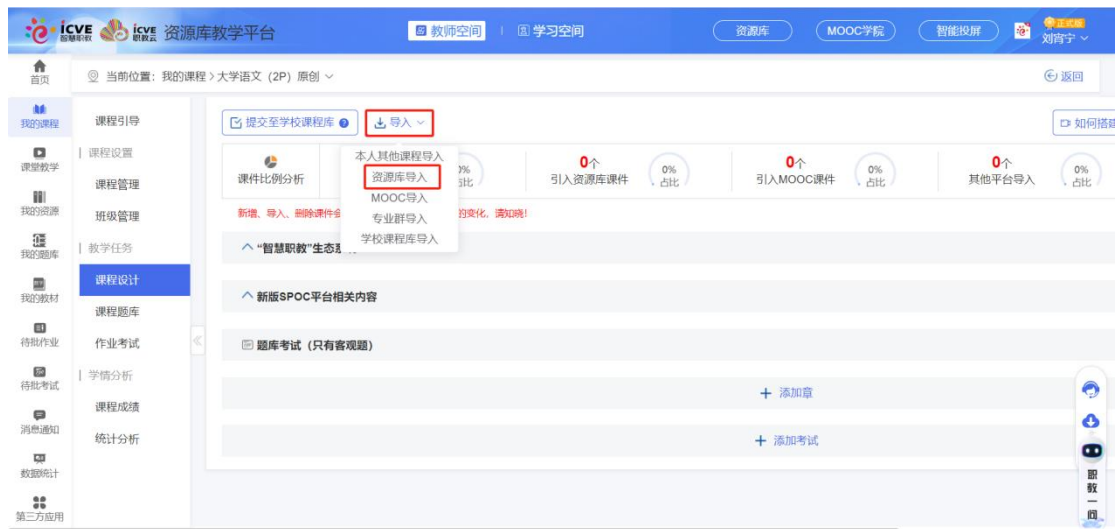 icve 智慧职教 icve 职教云 资源库教学平台 教师空间 学习空间 资源库 MOOC学院 智能投屏 正式版
刘宵宁
首页 当前位置：我的课程 > 大学语文（2P）原创 返回
我的课程
课堂教学
我的资源
我的题库
我的教材
待批作业
待批考试
消息通知
数据统计
第三方应用
课程引导
课程设置
课程管理
班级管理
教学任务
课程设计
课程题库
作业考试
学情分析
课程成绩
统计分析
提交至学校课程库 导入 如何搭建
本人其他课程导入
资源库导入
MOOC导入
专业群导入
学校课程库导入
课件比例分析
0%
占比
0个
引入资源库课件
0%
占比
0个
引入MOOC课件
0%
占比
0个
其他平台导入
0%
占比
新增、导入、删除课件会 的变化，请知晓！
“智慧职教”生态
新版SPOC平台相关内容
题库考试（只有客观题）
+ 添加章
+ 添加考试
职教一问